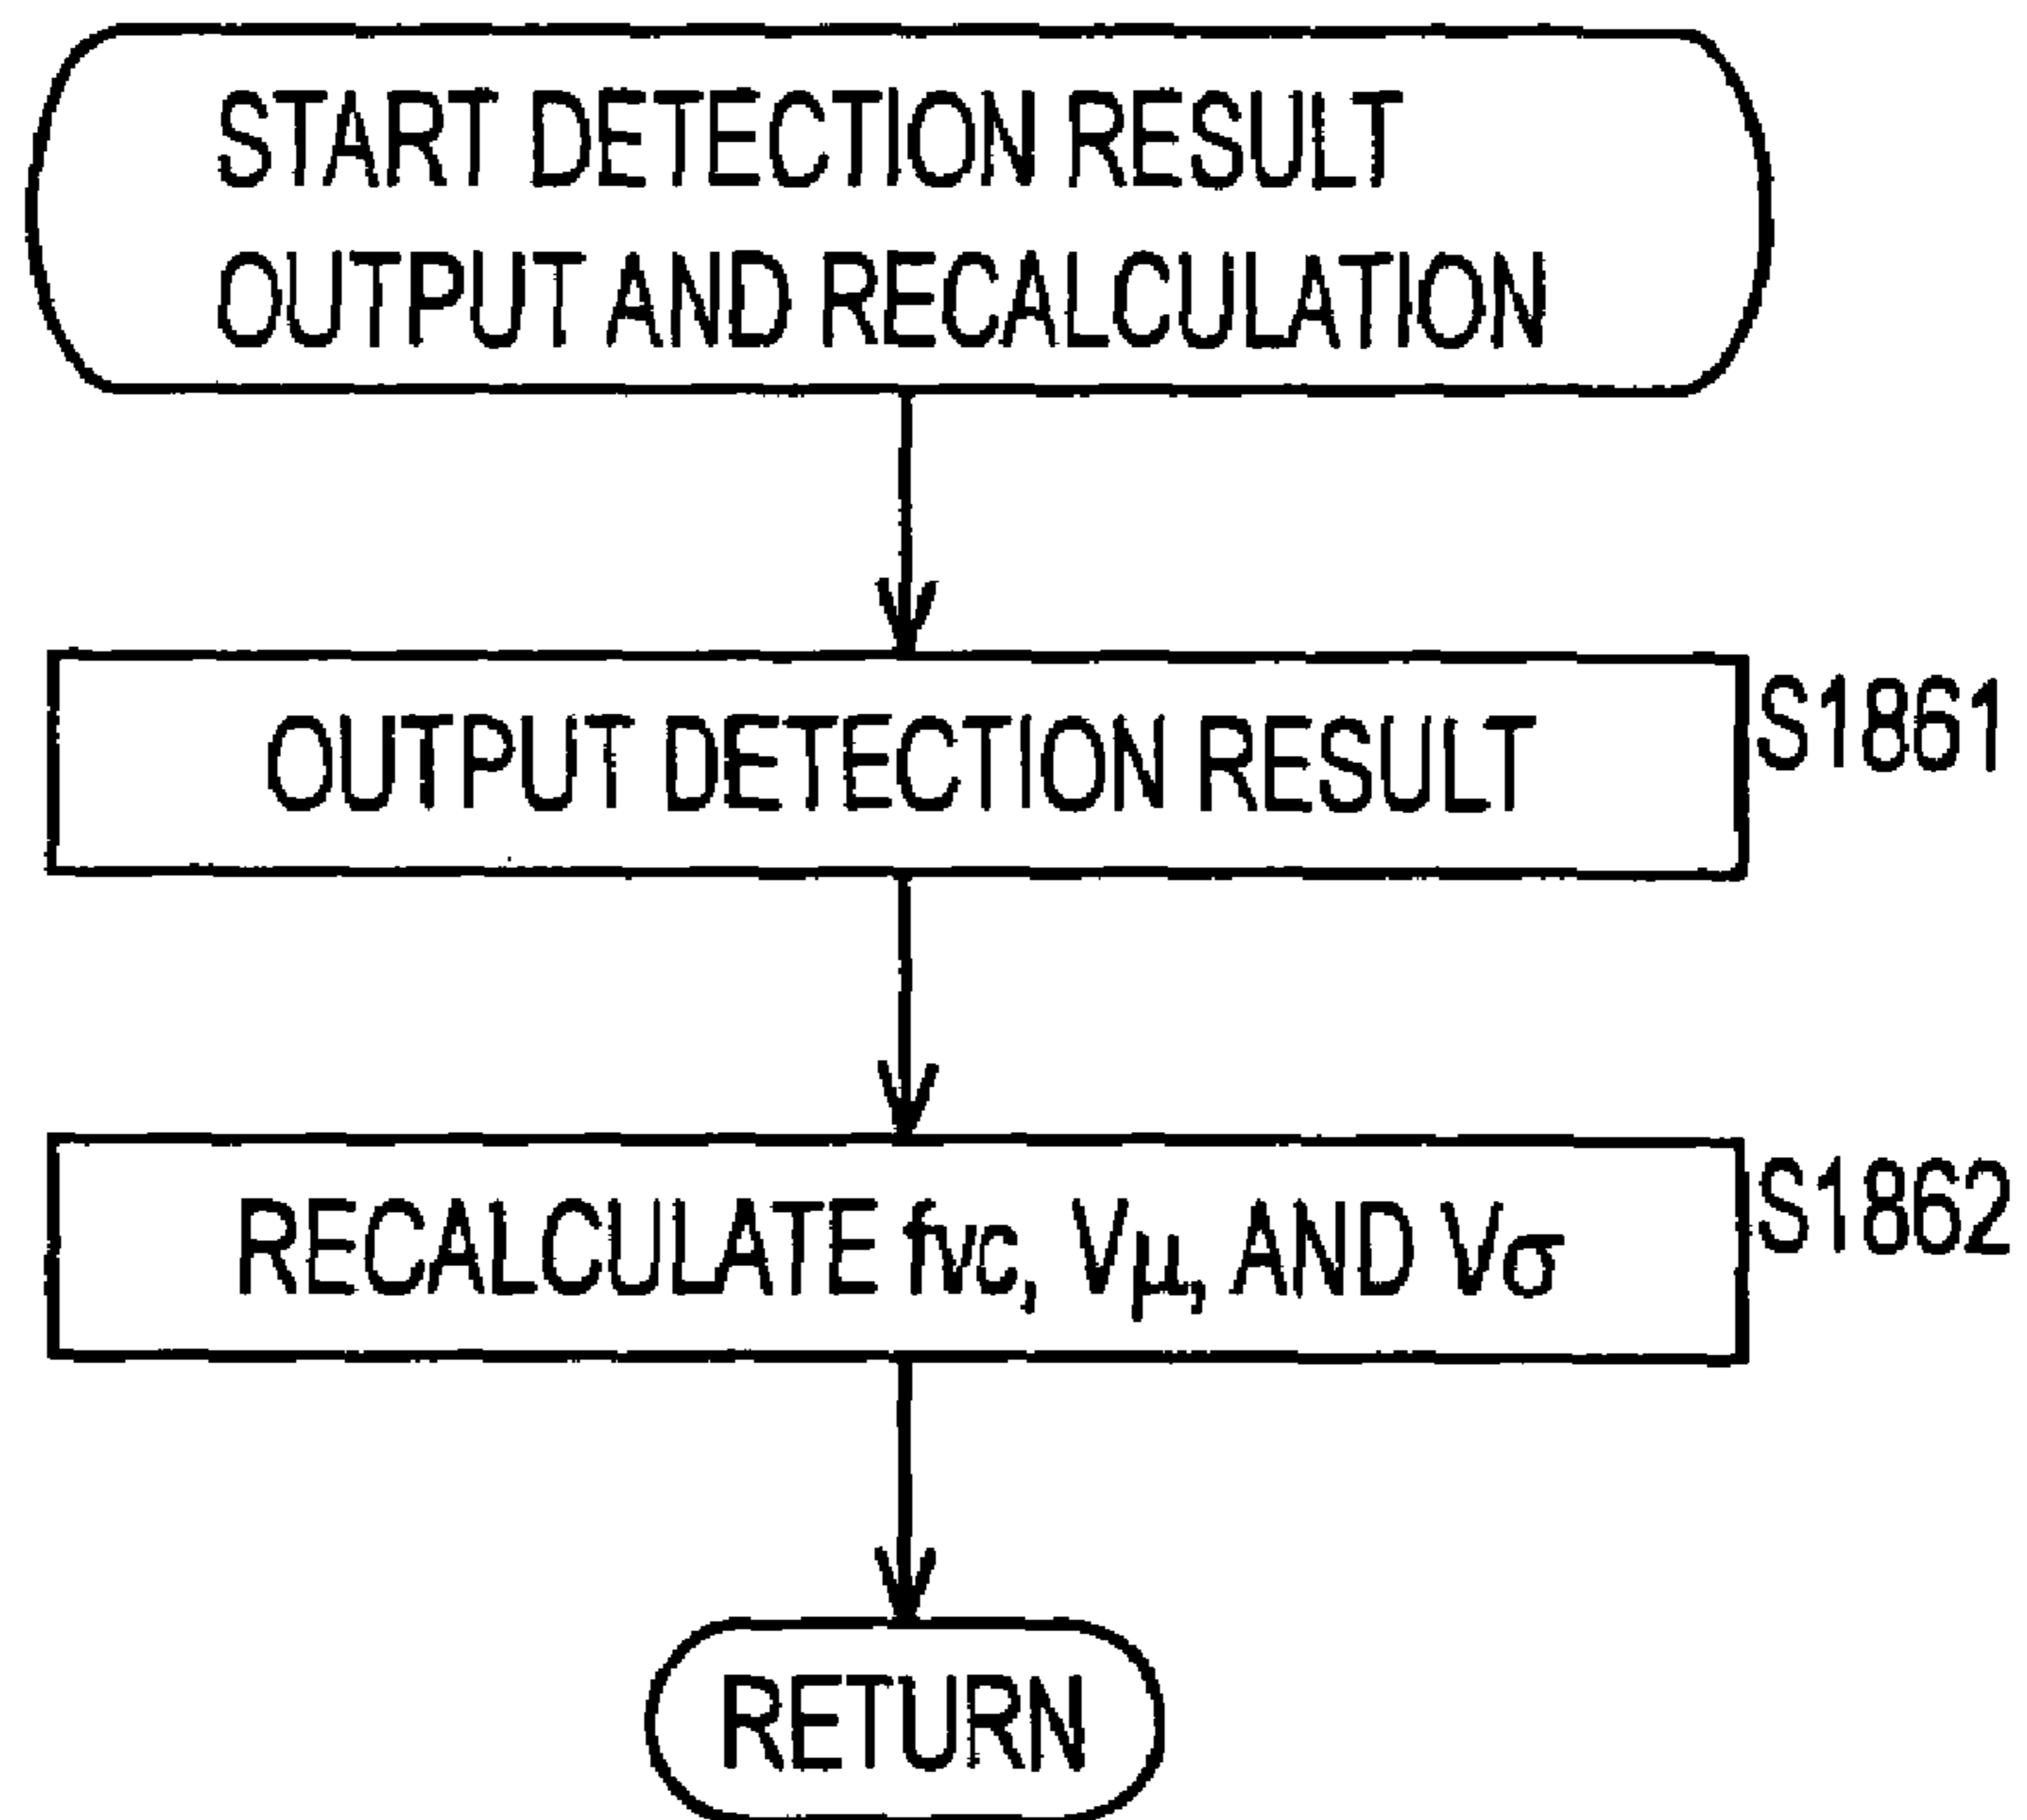 START DETECTION RESULT
OUTPUT AND RECALCULATION
OUTPUT DETECTION RESULT
S1861
RECALCULATE fvc, Vμ, AND Vσ
S1862
RETURN